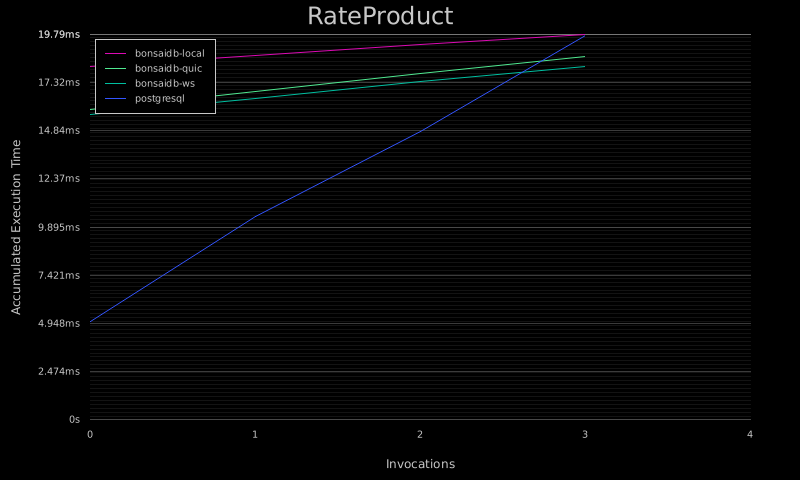 RateProduct
19.79ms
17.32ms
14.84ms
12.37ms
9.895ms
7.421ms
4.948ms
2.474ms
0s
bonsaidb-local
bonsaidb-quic
bonsaidb-ws
postgresql
Accumulated Execution Time
0 1 2 3 4
Invocations